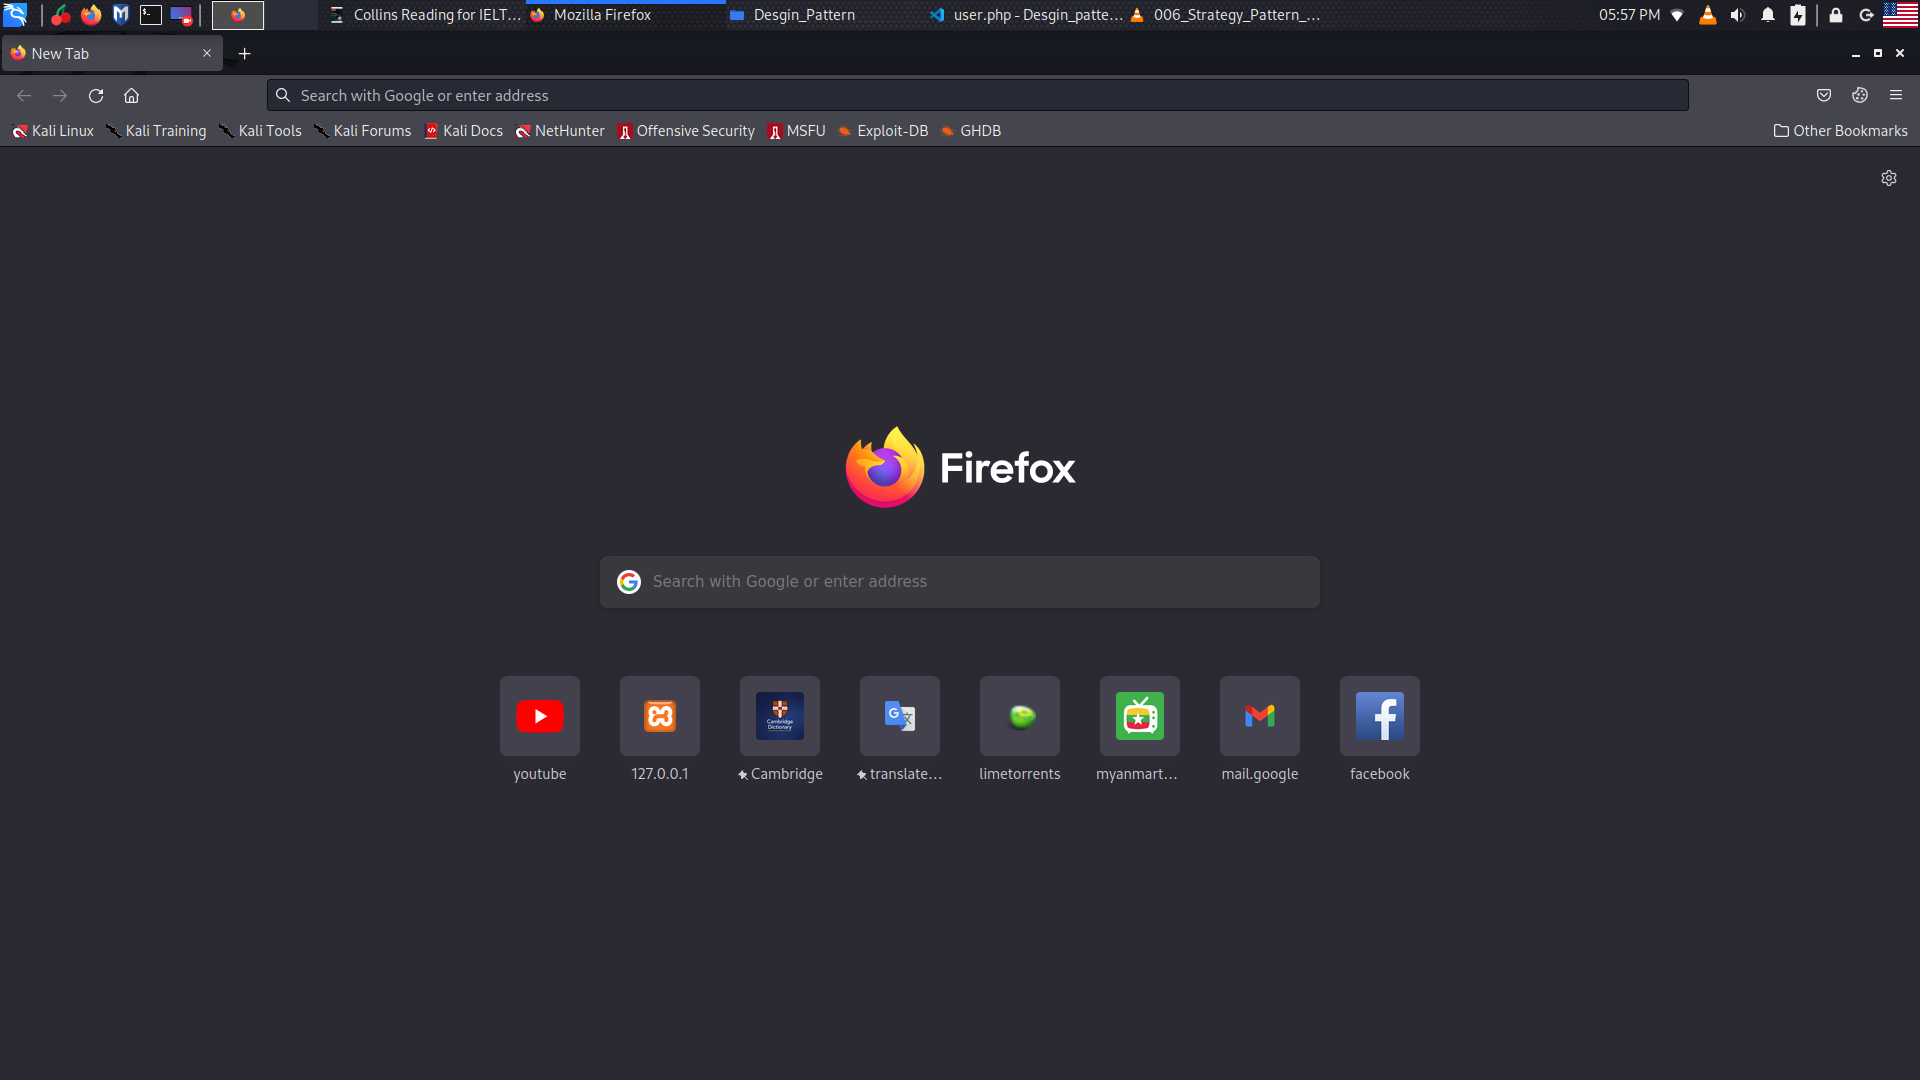 Collins Reading for IELT... Mozilla Firefox Desgin_Pattern user.php - Desgin_patte... 006_Strategy_Pattern_... 05:57 PM
New Tab
Search with Google or enter address
Kali Linux Kali Training Kali Tools Kali Forums Kali Docs NetHunter Offensive Security MSFU Exploit-DB GHDB Other Bookmarks
Firefox
Search with Google or enter address
Cambridge
Dictionary
youtube 127.0.0.1 Cambridge translate... limetorrents myanmart... mail.google facebook